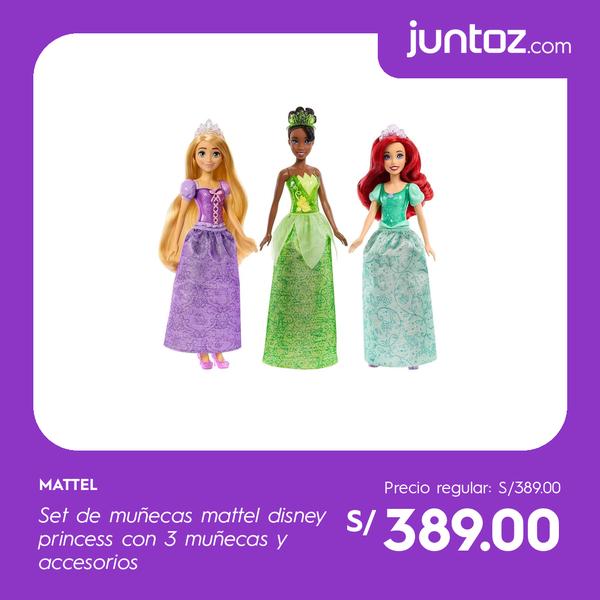 juntoz.com
MATTEL
Set de muñecas mattel disney
princess con 3 muñecas y
accesorios
Precio regular: S/389.00
S/ 389.00